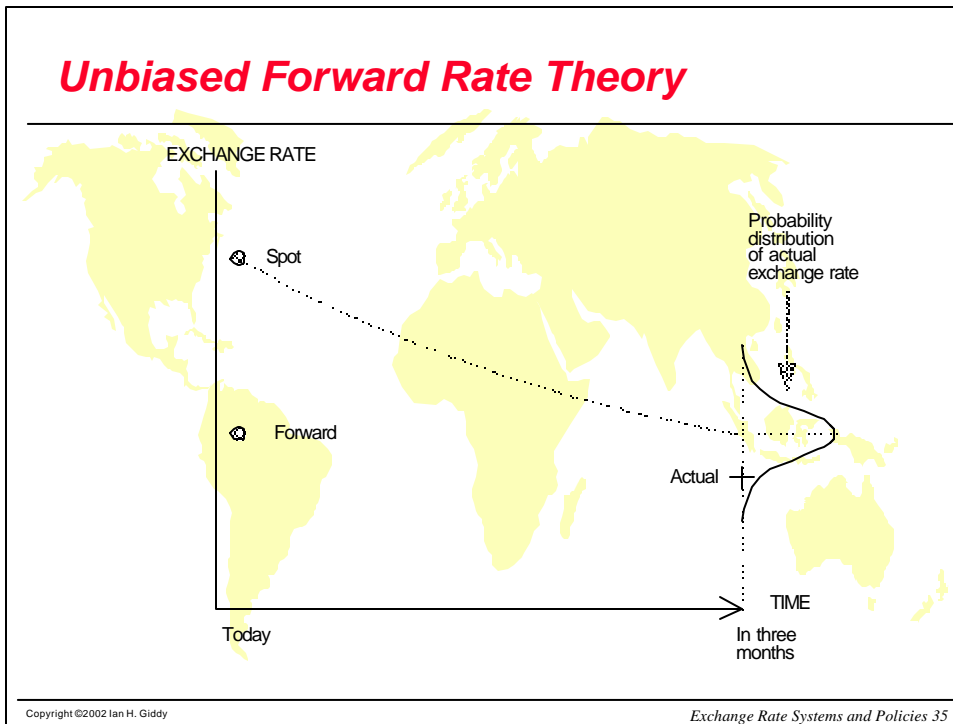 Unbiased Forward Rate Theory
EXCHANGE RATE
Probability
distribution
of actual
exchange rate
Spot
Forward
Actual
TIME
Today
In three
months
Copyright ©2002 Ian H. Giddy
Exchange Rate Systems and Policies 35